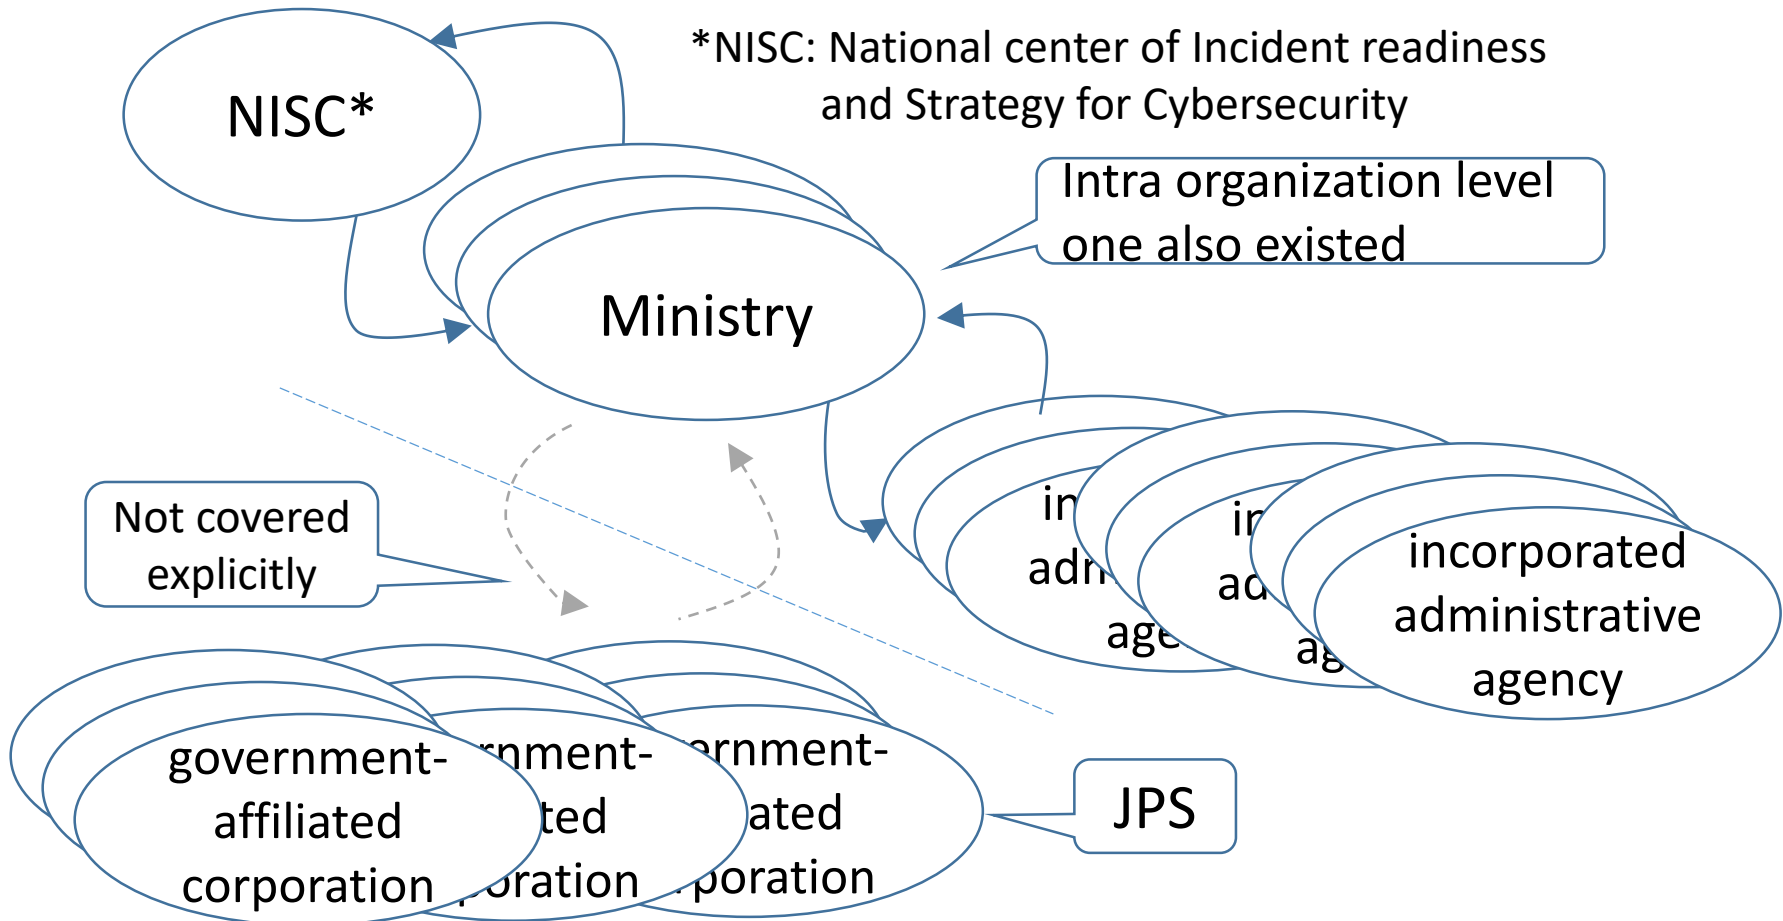 *NISC: National center of Incident readiness
and Strategy for Cybersecurity
NISC*
Intra organization level
one also existed
Ministry
Not covered
explicitly
incorporated
administrative
agency
government-
affiliated
corporation
JPS